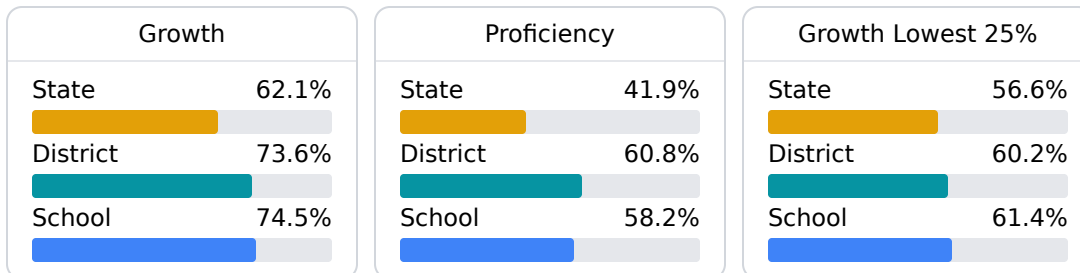 Growth
State 62.1%
District 73.6%
School 74.5%
Proficiency
State 41.9%
District 60.8%
School 58.2%
Growth Lowest 25%
State 56.6%
District 60.2%
School 61.4%